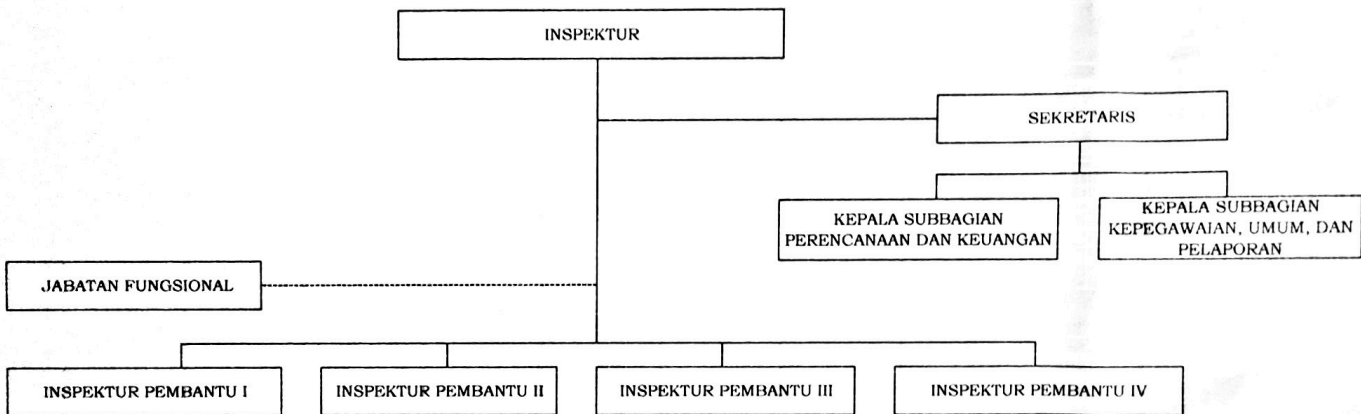 INSPEKTUR
SEKRETARIS
KEPALA SUBBAGIAN
PERENCANAAN DAN KEUANGAN
KEPALA SUBBAGIAN
KEPEGAWAIAN, UMUM, DAN
PELAPORAN
JABATAN FUNGSIONAL
INSPEKTUR PEMBANTU I
INSPEKTUR PEMBANTU II
INSPEKTUR PEMBANTU III
INSPEKTUR PEMBANTU IV